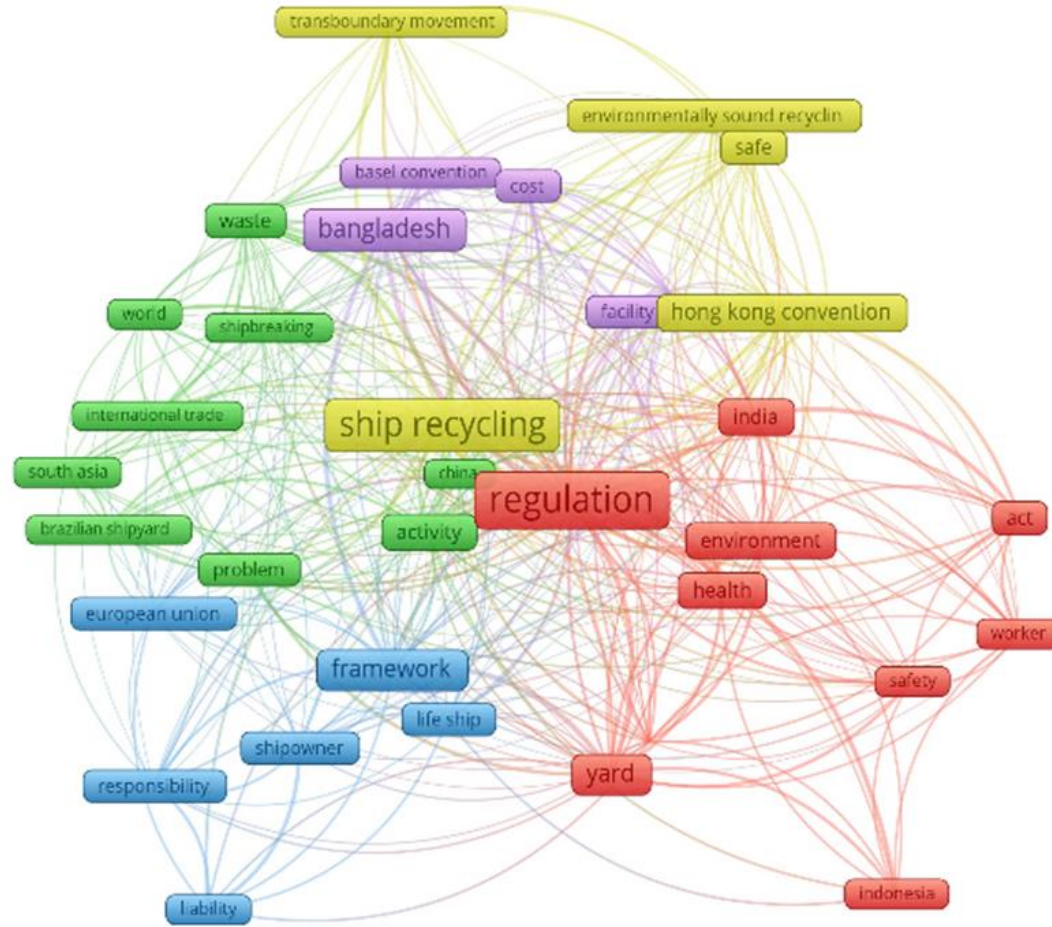 transboundary movement
environmentally sound recyclin
safe
basel convention
cost
waste
bangladesh
world
shipbreaking
facility
hong kong convention
international trade
ship recycling
india
south asia
china
regulation
brazilian shipyard
activity
environment
act
problem
health
european union
worker
framework
safety
life ship
shipowner
yard
responsibility
liability
indonesia